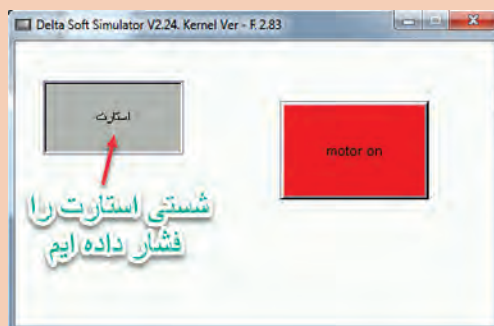 Delta Soft Simulator V2.24. Kernel Ver - F. 2.83
استارت
motor on
شستی استارت را
فشار داده ایم